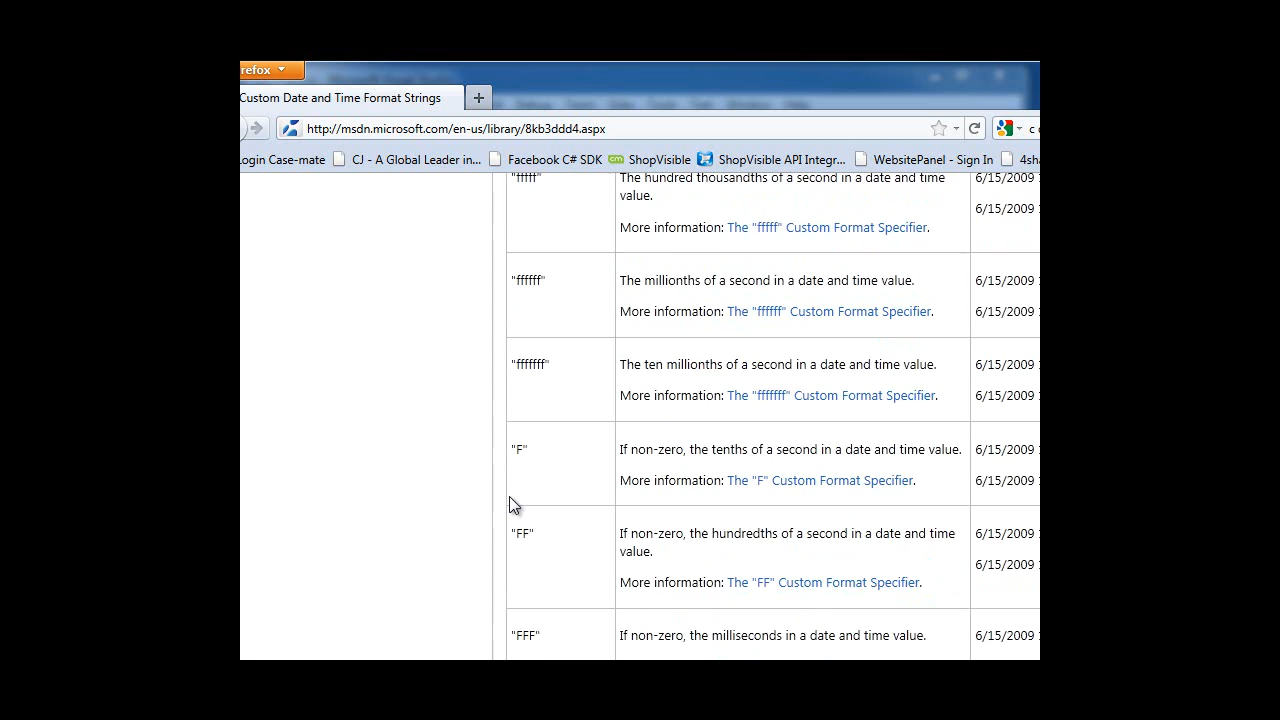 refox
Custom Date and Time Format Strings
http://msdn.microsoft.com/en-us/library/8kb3ddd4.aspx
Login Case-mate CJ - A Global Leader in... Facebook C# SDK cm ShopVisible ShopVisible API Integr... WebsitePanel - Sign In 4sh
"fffff" The hundred thousandths of a second in a date and time 6/15/2009
value.
6/15/2009
More information: The "fffff" Custom Format Specifier.
"ffffff" The millionths of a second in a date and time value. 6/15/2009
More information: The "ffffff" Custom Format Specifier. 6/15/2009
"fffffff" The ten millionths of a second in a date and time value. 6/15/2009
More information: The "fffffff" Custom Format Specifier. 6/15/2009
"F" If non-zero, the tenths of a second in a date and time value. 6/15/2009
More information: The "F" Custom Format Specifier. 6/15/2009
"FF" If non-zero, the hundredths of a second in a date and time 6/15/2009
value.
6/15/2009
More information: The "FF" Custom Format Specifier.
"FFF" If non-zero, the milliseconds in a date and time value. 6/15/2009